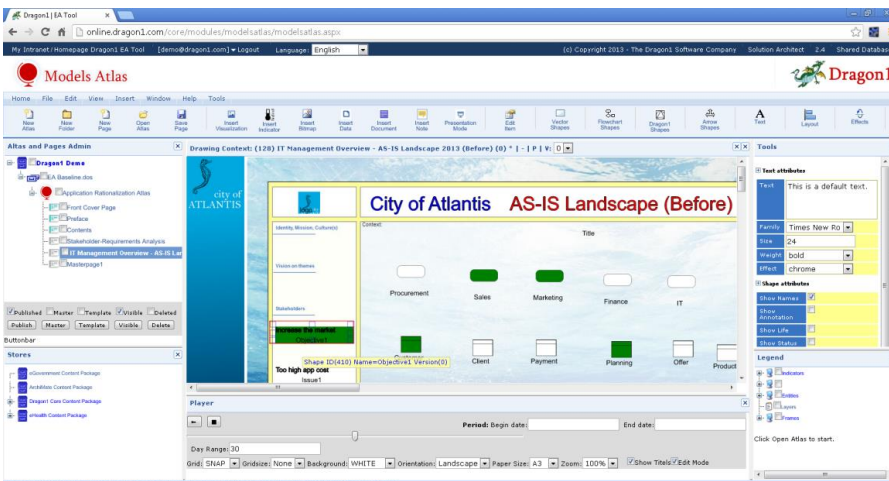 Dragon1 | EA Tool
online.dragon1.com/core/modules/modelsatlas/modelsatlas.aspx
My Intranet/Homepage Dragon1 EA Tool [demo@dragon1.com] Logout Language: English (c) Copyright 2013 - The Dragon1 Software Company Solution Architect 2.4 Shared Databas
Models Atlas
Dragon1
Home File Edit View Insert Window Help Tools
New Atlas
New Folder
New Page
Open Atlas
Save Page
Insert Visualization
Insert Indicator
Insert Bitmap
Insert Data
Insert Document
Insert Note
Presentation Mode
Edit Item
Vector Shapes
Flowchart Shapes
Dragon1 Shapes
Arrow Shapes
Text
Layout
Effects
Altas and Pages Admin
Dragon1 Demo
EA Baseline dos
Application Rationalization Atlas
Front Cover Page
Preface
Contents
Stakeholder-Requirements Analysis
IT Management Overview - AS-IS Lan
Masterpage1
Published Master Template Visible Deleted
Publish Master Template Visible Delete
Buttonbar
Stores
eGovernment Content Package
ArchiMate Content Package
Dragon1 Core Content Package
eHealth Content Package
Drawing Context: (128) IT Management Overview - AS-IS Landscape 2013 (Before) (0) * | - | P | V: 0
city of
ATLANTIS
logo
City of Atlantis AS-IS Landscape (Before)
Identity, Mission, Culture(s)
Vision on themes
Stakeholders
Increase the market
Objective1
Shape ID(410) Name=Objective1 Version(0)
Too high app cost
Issue1
Context:
Title
Procurement
Sales
Marketing
Finance
IT
Client
Payment
Planning
Offer
Product
Player
Period: Begin date: End date:
Day Range: 30
Grid: SNAP Gridsize: None Background: WHITE Orientation: Landscape Paper Size: A3 Zoom: 100% Show Titels Edit Mode
Tools
Text attributes
Text This is a default text.
Family Times New Ro
Size 24
Weight bold
Effect chrome
Shape attributes
Show Names
Show Annotation
Show Life
Show Status
Legend
Indicators
Entities
Layers
Frames
Click Open Atlas to start.